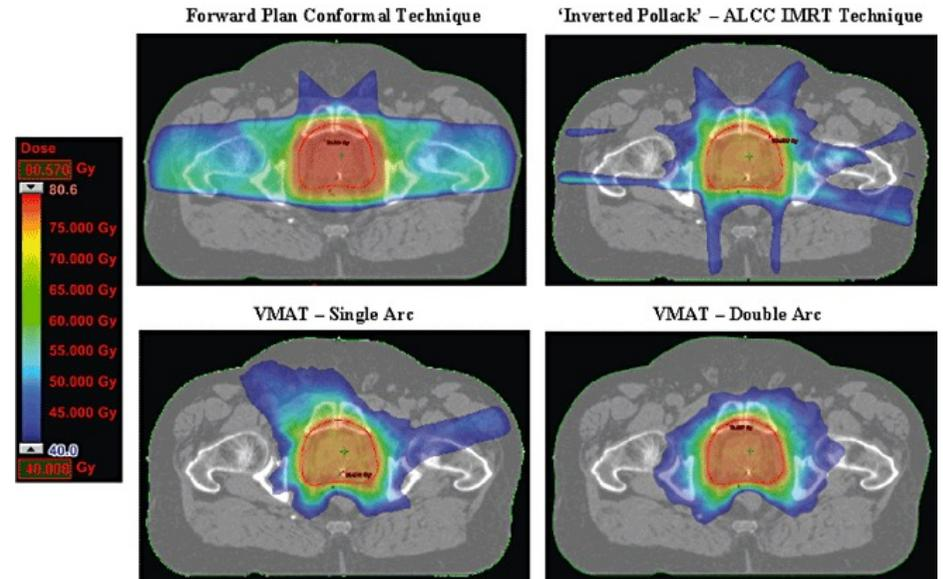 Forward Plan Conformal Technique
'Inverted Pollack' – ALCC IMRT Technique
Dose
80.570 Gy
80.6
75.000 Gy
70.000 Gy
65.000 Gy
60.000 Gy
55.000 Gy
50.000 Gy
45.000 Gy
40.0
40.000 Gy
VMAT – Single Arc
VMAT – Double Arc